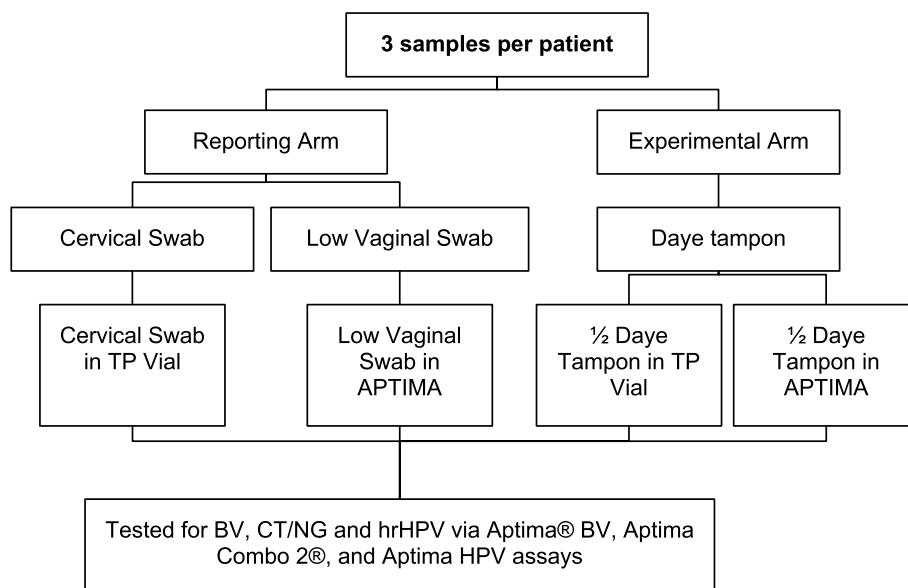 3 samples per patient
Reporting Arm
Experimental Arm
Cervical Swab
Low Vaginal Swab
Daye tampon
Cervical Swab
in TP Vial
Low Vaginal
Swab in
APTIMA
½ Daye
Tampon in TP
Vial
½ Daye
Tampon in
APTIMA
Tested for BV, CT/NG and hrHPV via Aptima® BV, Aptima
Combo 2®, and Aptima HPV assays